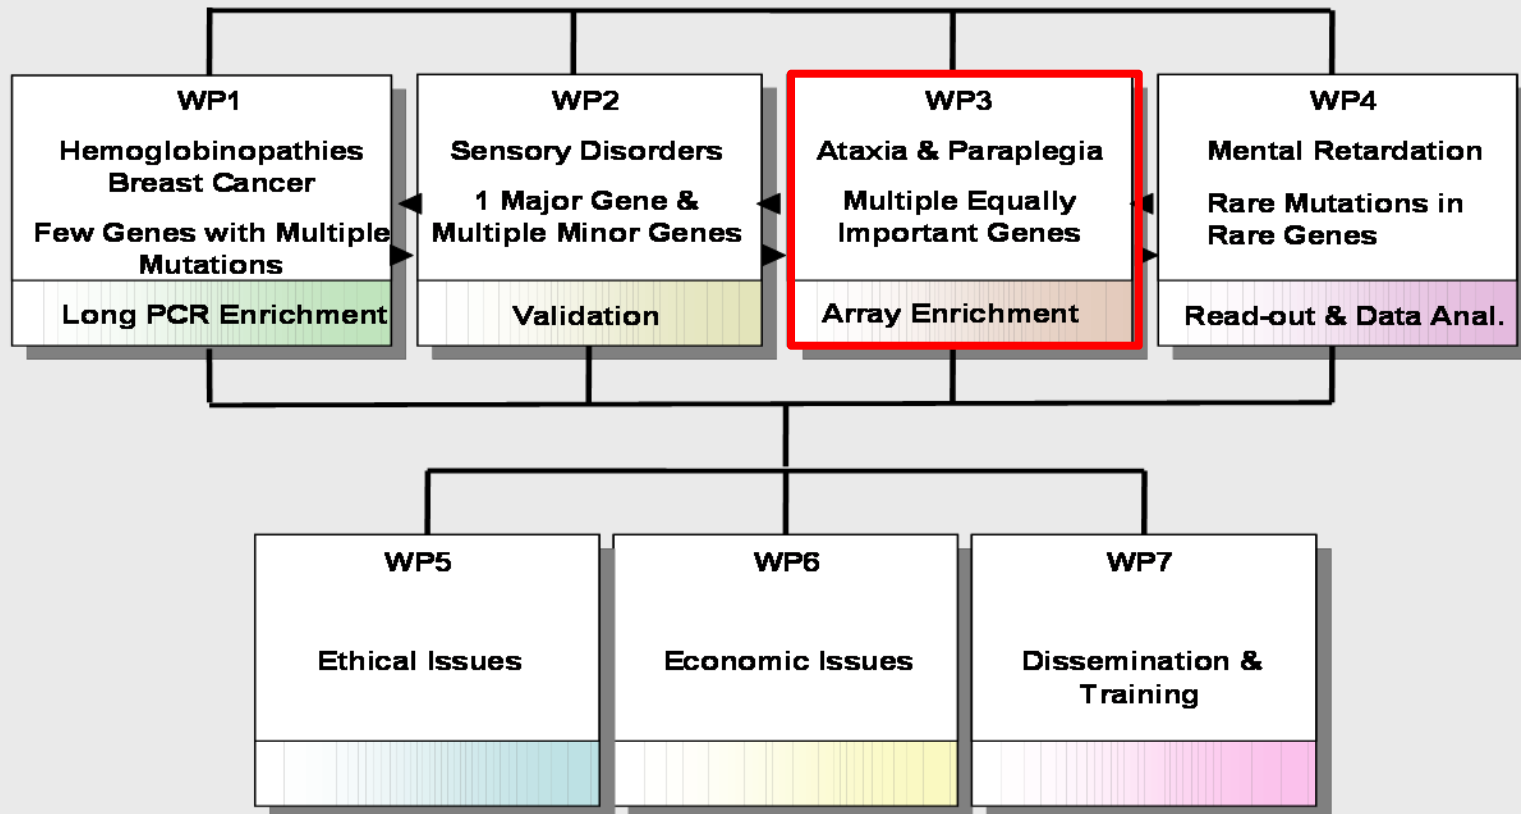 WP1
Hemoglobinopathies
Breast Cancer
Few Genes with Multiple
Mutations
Long PCR Enrichment
WP2
Sensory Disorders
1 Major Gene &
Multiple Minor Genes
Validation
WP3
Ataxia & Paraplegia
Multiple Equally
Important Genes
Array Enrichment
WP4
Mental Retardation
Rare Mutations in
Rare Genes
Read-out & Data Anal.
WP5
Ethical Issues
WP6
Economic Issues
WP7
Dissemination &
Training